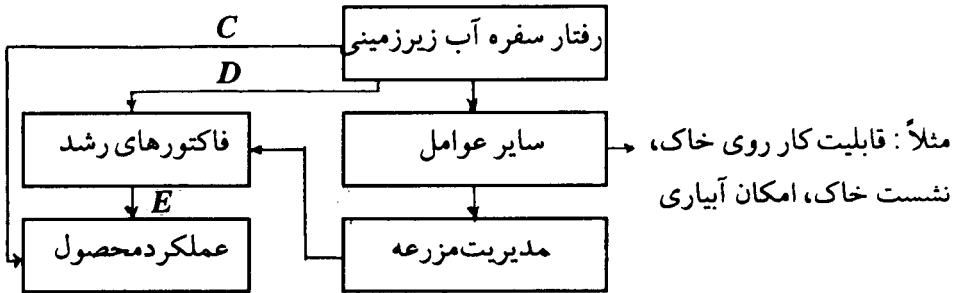 C
رفتار سفره آب زیرزمینی
D
فاکتورهای رشد
سایر عوامل
مثلاً : قابلیت کار روی خاک،
نشست خاک، امکان آبیاری
E
عملکرد محصول
مدیریت مزرعه